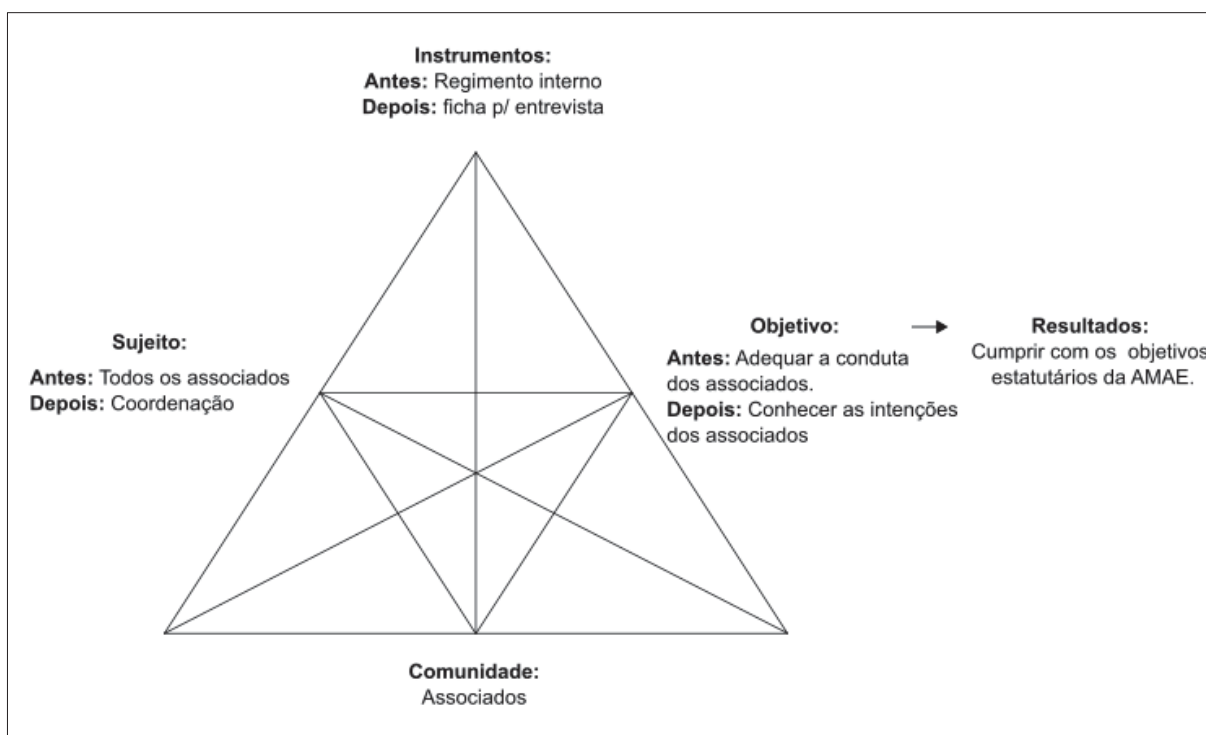 Instrumentos:
Antes: Regimento interno
Depois: ficha p/ entrevista
Sujeito:
Antes: Todos os associados
Depois: Coordenação
Objetivo:
Antes: Adequar a conduta
dos associados.
Depois: Conhecer as intenções
dos associados
Resultados:
Cumprir com os objetivos
estatutários da AMAE.
Comunidade:
Associados